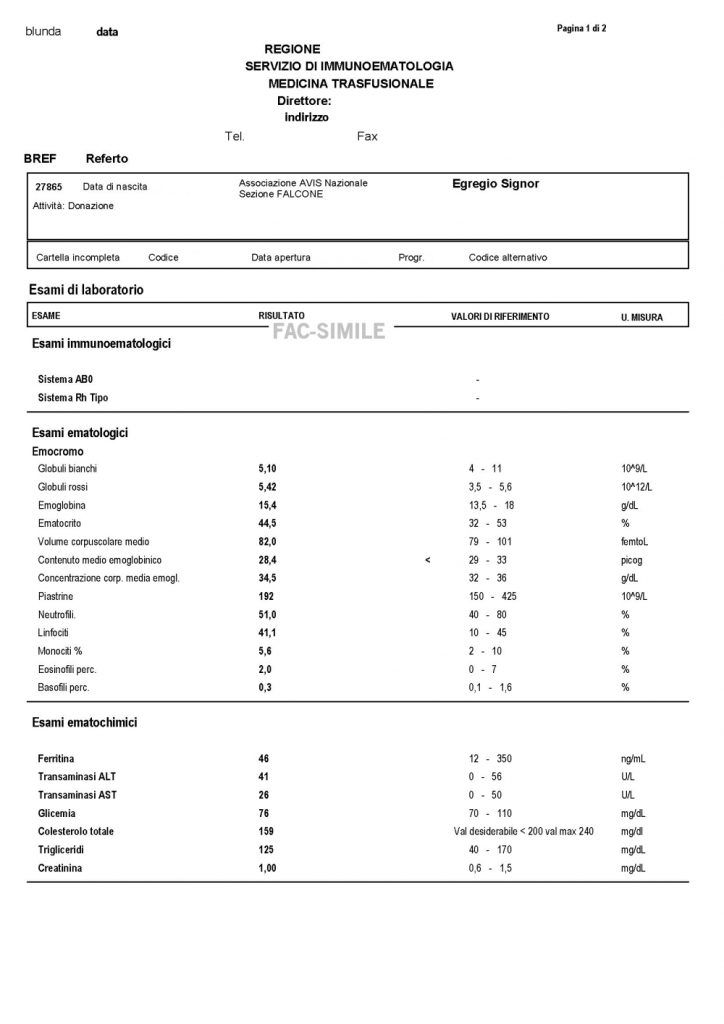 blunda data Pagina 1 di 2
REGIONE
SERVIZIO DI IMMUNOEMATOLOGIA
MEDICINA TRASFUSIONALE
Direttore:
indirizzo
Tel. Fax
BREF Referto
27865 Data di nascita Associazione AVIS Nazionale Egregio Signor
Sezione FALCONE
Attività: Donazione
Cartella incompleta Codice Data apertura Progr. Codice alternativo
Esami di laboratorio
ESAME RISULTATO VALORI DI RIFERIMENTO U. MISURA
FAC-SIMILE
Esami immunoematologici
Sistema AB0 -
Sistema Rh Tipo -
Esami ematologici
Emocromo
Globuli bianchi 5,10 4 - 11 10^9/L
Globuli rossi 5,42 3,5 - 5,6 10^12/L
Emoglobina 15,4 13,5 - 18 g/dL
Ematocrito 44,5 32 - 53 %
Volume corpuscolare medio 82,0 79 - 101 femtoL
Contenuto medio emoglobinico 28,4 < 29 - 33 picog
Concentrazione corp. media emogl. 34,5 32 - 36 g/dL
Piastrine 192 150 - 425 10^9/L
Neutrofili. 51,0 40 - 80 %
Linfociti 41,1 10 - 45 %
Monociti % 5,6 2 - 10 %
Eosinofili perc. 2,0 0 - 7 %
Basofili perc. 0,3 0,1 - 1,6 %
Esami ematochimici
Ferritina 46 12 - 350 ng/mL
Transaminasi ALT 41 0 - 56 U/L
Transaminasi AST 26 0 - 50 U/L
Glicemia 76 70 - 110 mg/dL
Colesterolo totale 159 Val desiderabile < 200 val max 240 mg/dl
Trigliceridi 125 40 - 170 mg/dL
Creatinina 1,00 0,6 - 1,5 mg/dL